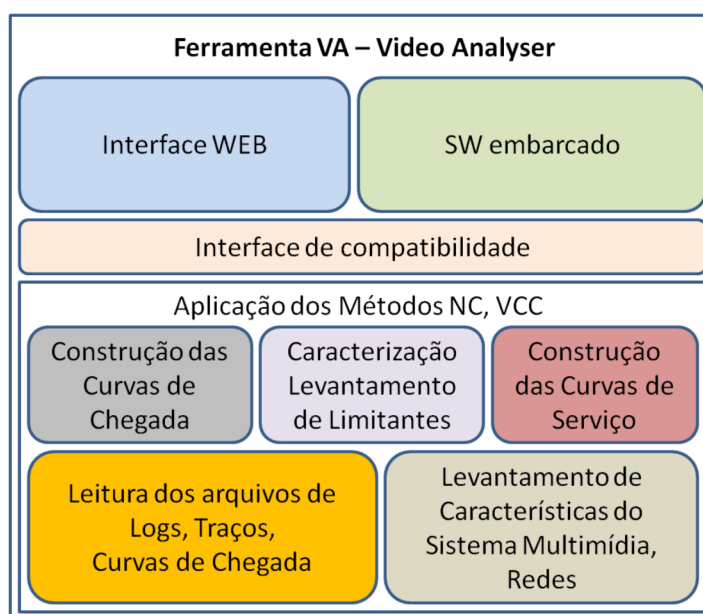 Ferramenta VA – Video Analyser
Interface WEB
SW embarcado
Interface de compatibilidade
Aplicação dos Métodos NC, VCC
Construção das
Curvas de
Chegada
Caracterização
Levantamento
de Limitantes
Construção
das Curvas de
Serviço
Leitura dos arquivos de
Logs, Traços,
Curvas de Chegada
Levantamento de
Características do
Sistema Multimídia,
Redes